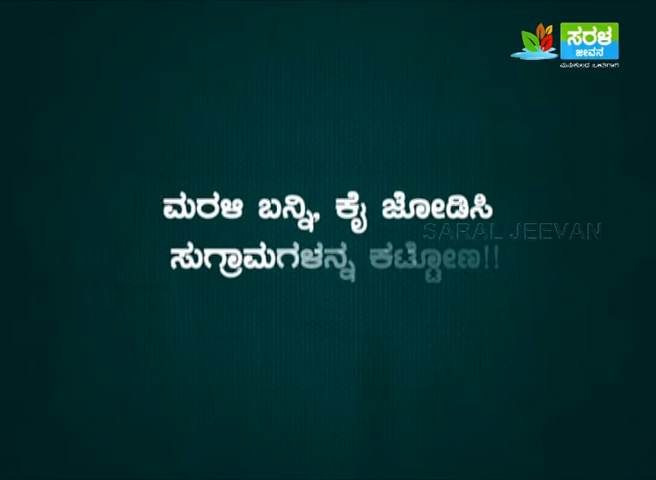 ಸರಳ
ಜೀವನ
ಮರಳಿ ಬನ್ನಿ, ಕೈ ಜೋಡಿಸಿ
SARAL JEEVAN
ಸುಗ್ರಾಮಗಳನ್ನ ಕಟ್ಟೋಣ!!